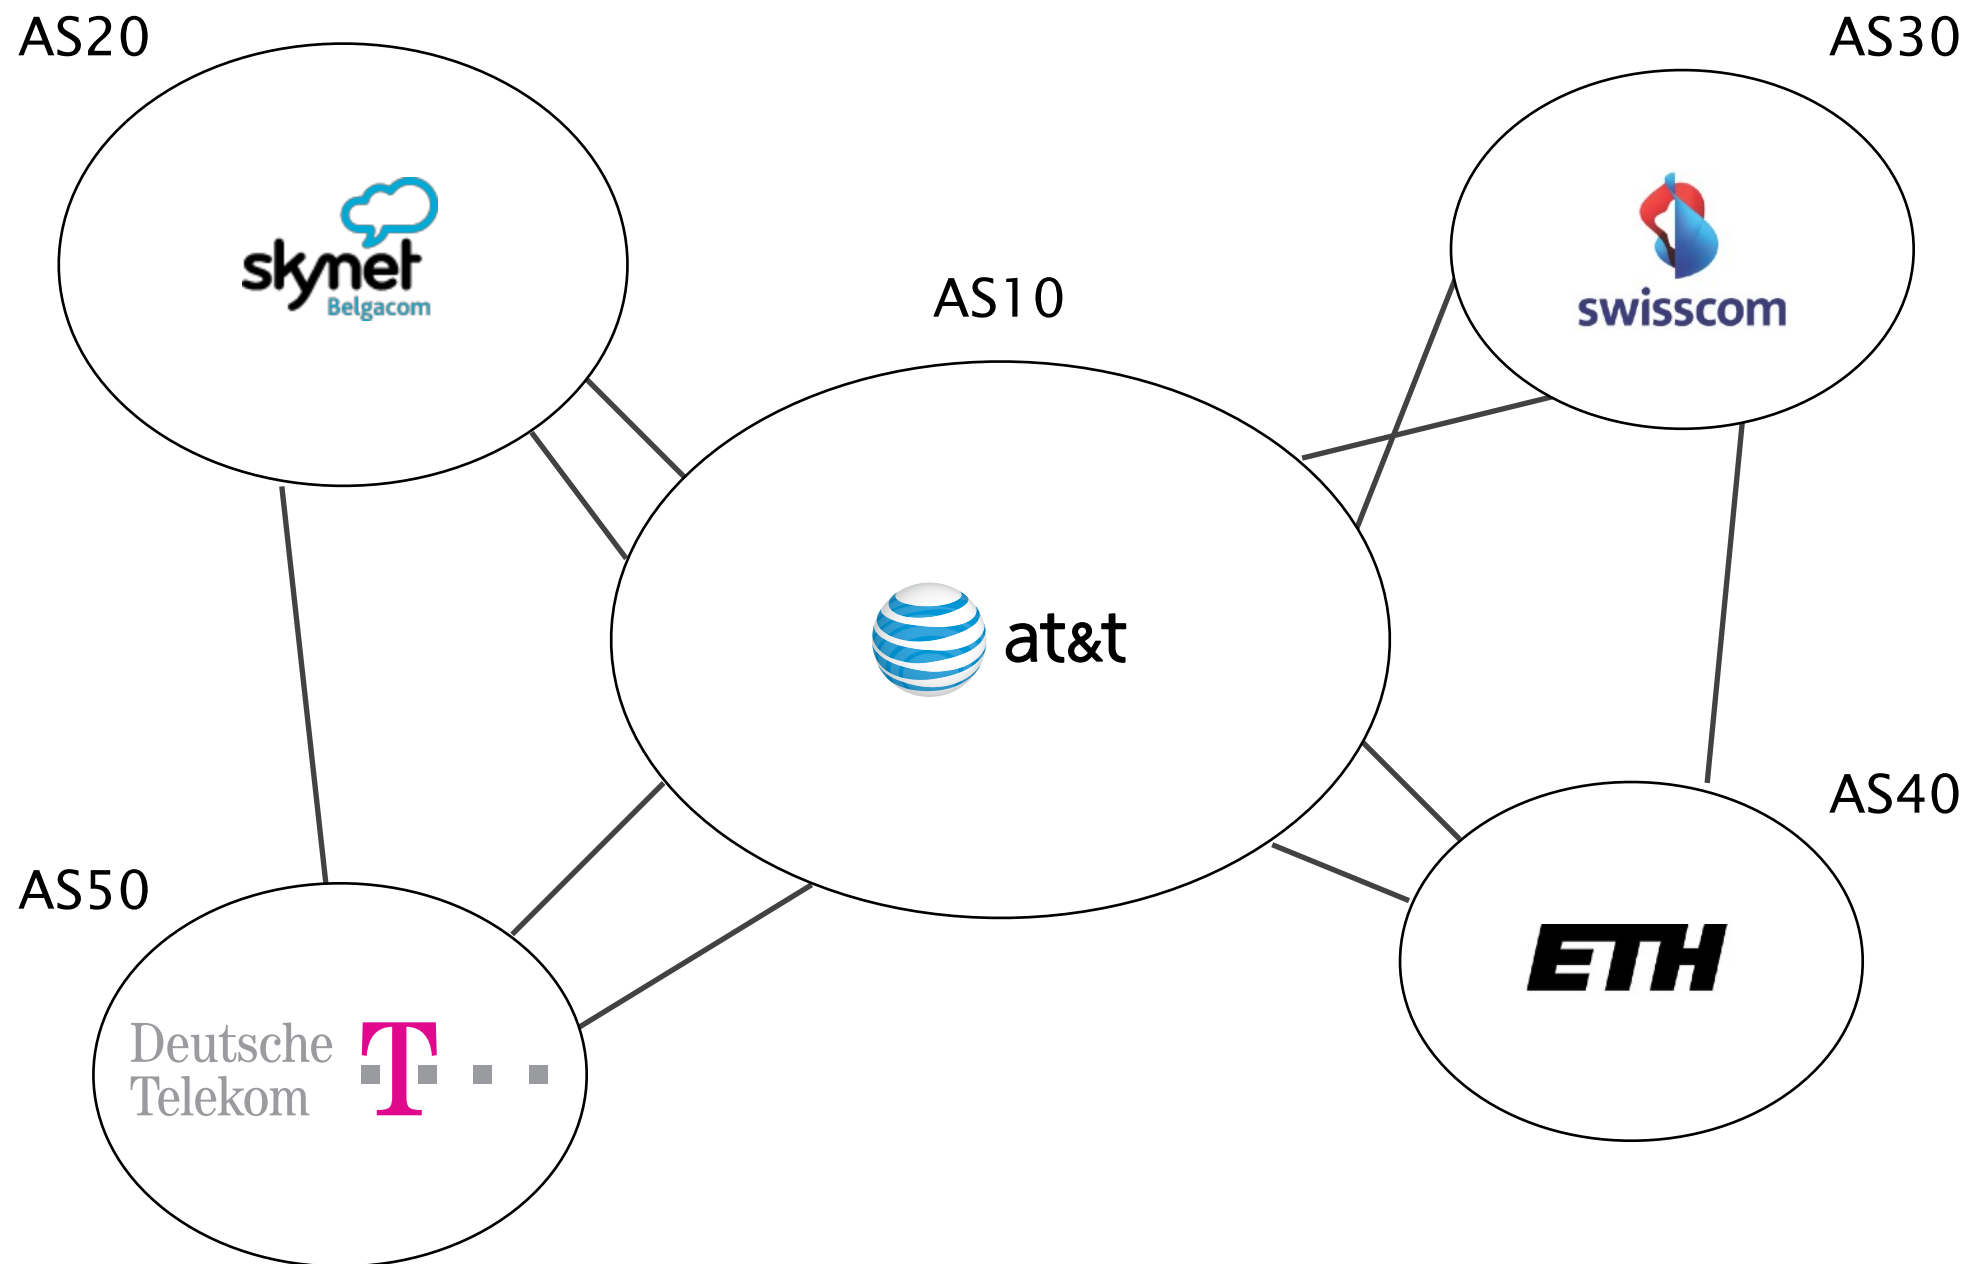 AS20
AS30
skynet
Belgacom
swisscom
AS10
at&t
AS40
AS50
ETH
Deutsche
Telekom
T